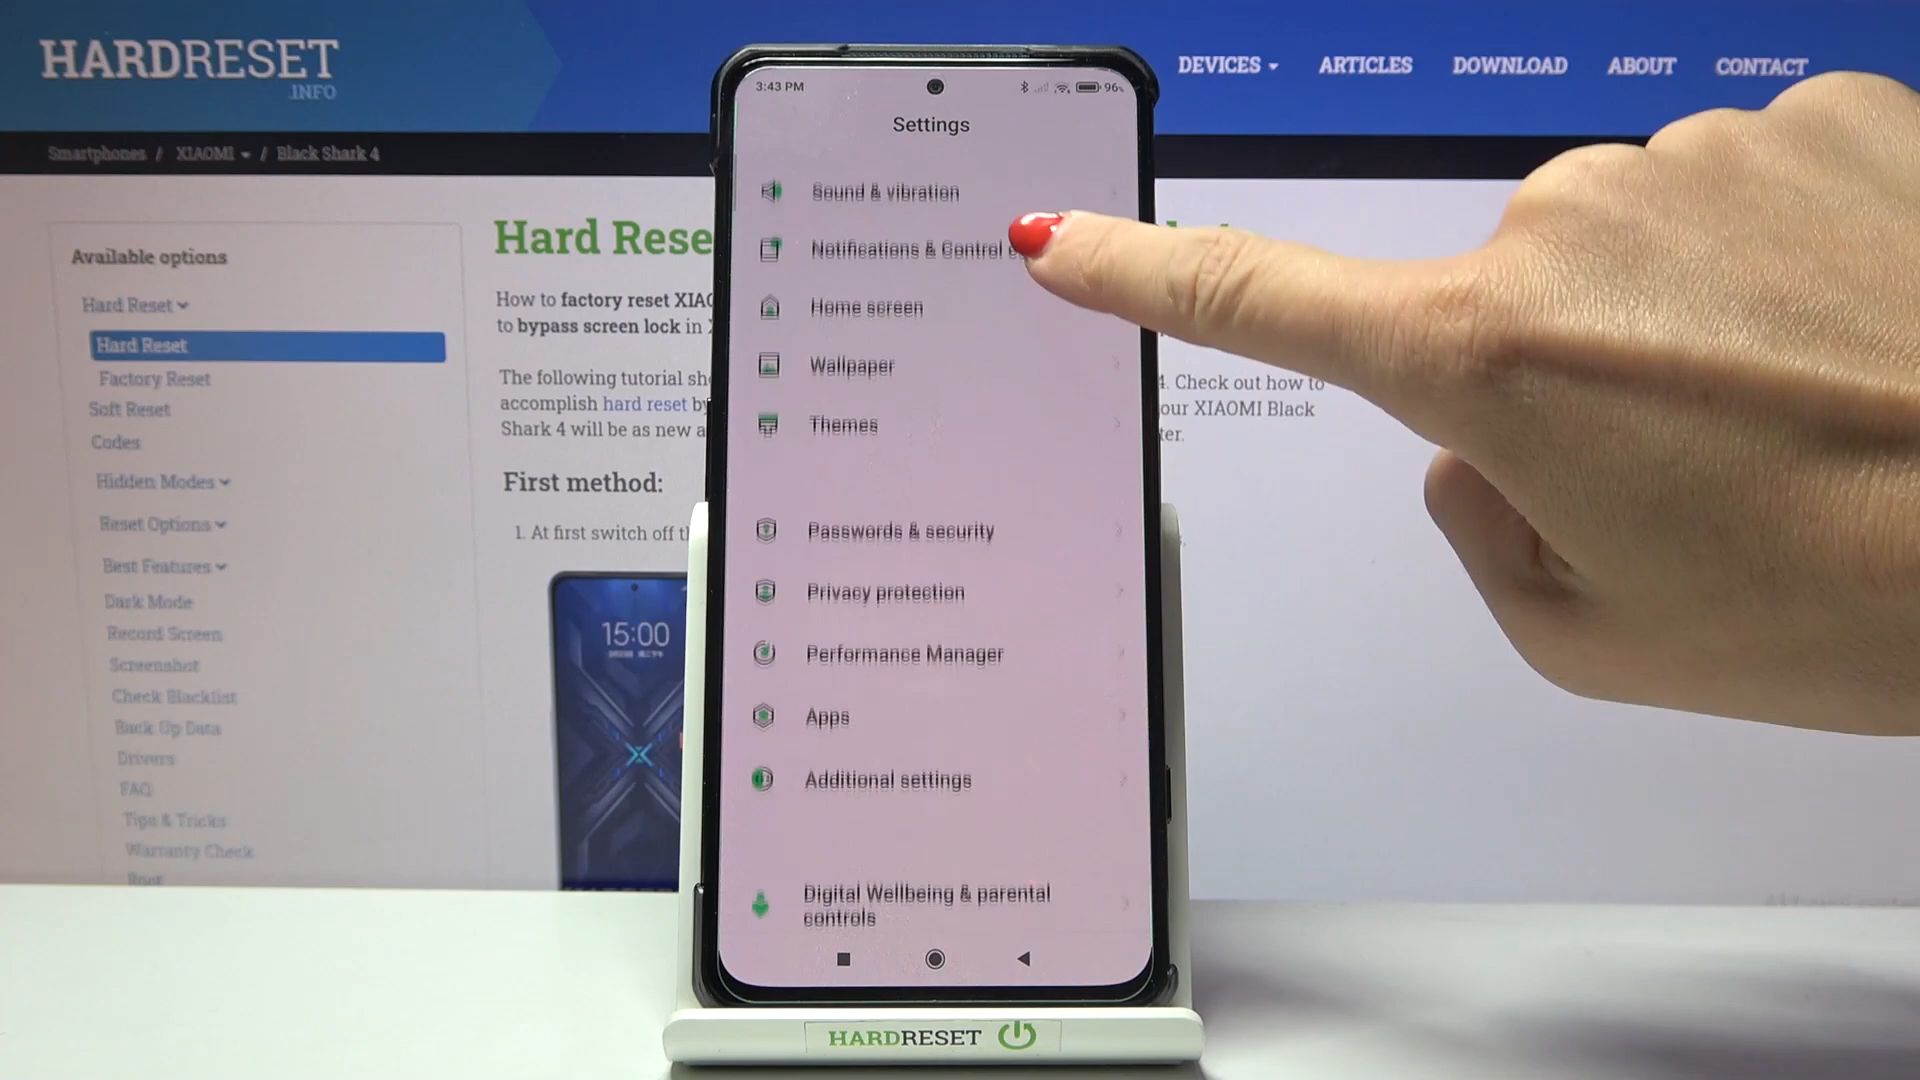 HARDRESET
.INFO
DEVICES
ARTICLES
DOWNLOAD
ABOUT
CONTACT
Smartphones / XIAOMI / Black Shark 4
Available options
Hard Reset
Hard Reset
Factory Reset
Soft Reset
Codes
Hidden Modes
Reset Options
Best Features
Dark Mode
Record Screen
Screenshot
Check Blacklist
Back Up Data
Drivers
FAQ
Tips & Tricks
Warranty Check
Root
Hard Rese
How to factory reset
to bypass screen lock in
The following tutorial
accomplish hard reset
Shark 4 will be as new
4. Check out how to
our XIAOMI Black
First method:
1. At first switch off
15:00
3:43 PM
96%
Settings
Sound & vibration
Notifications & Control
Home screen
Wallpaper
Themes
Passwords & security
Privacy protection
Performance Manager
Apps
Additional settings
Digital Wellbeing & parental
controls
HARDRESET